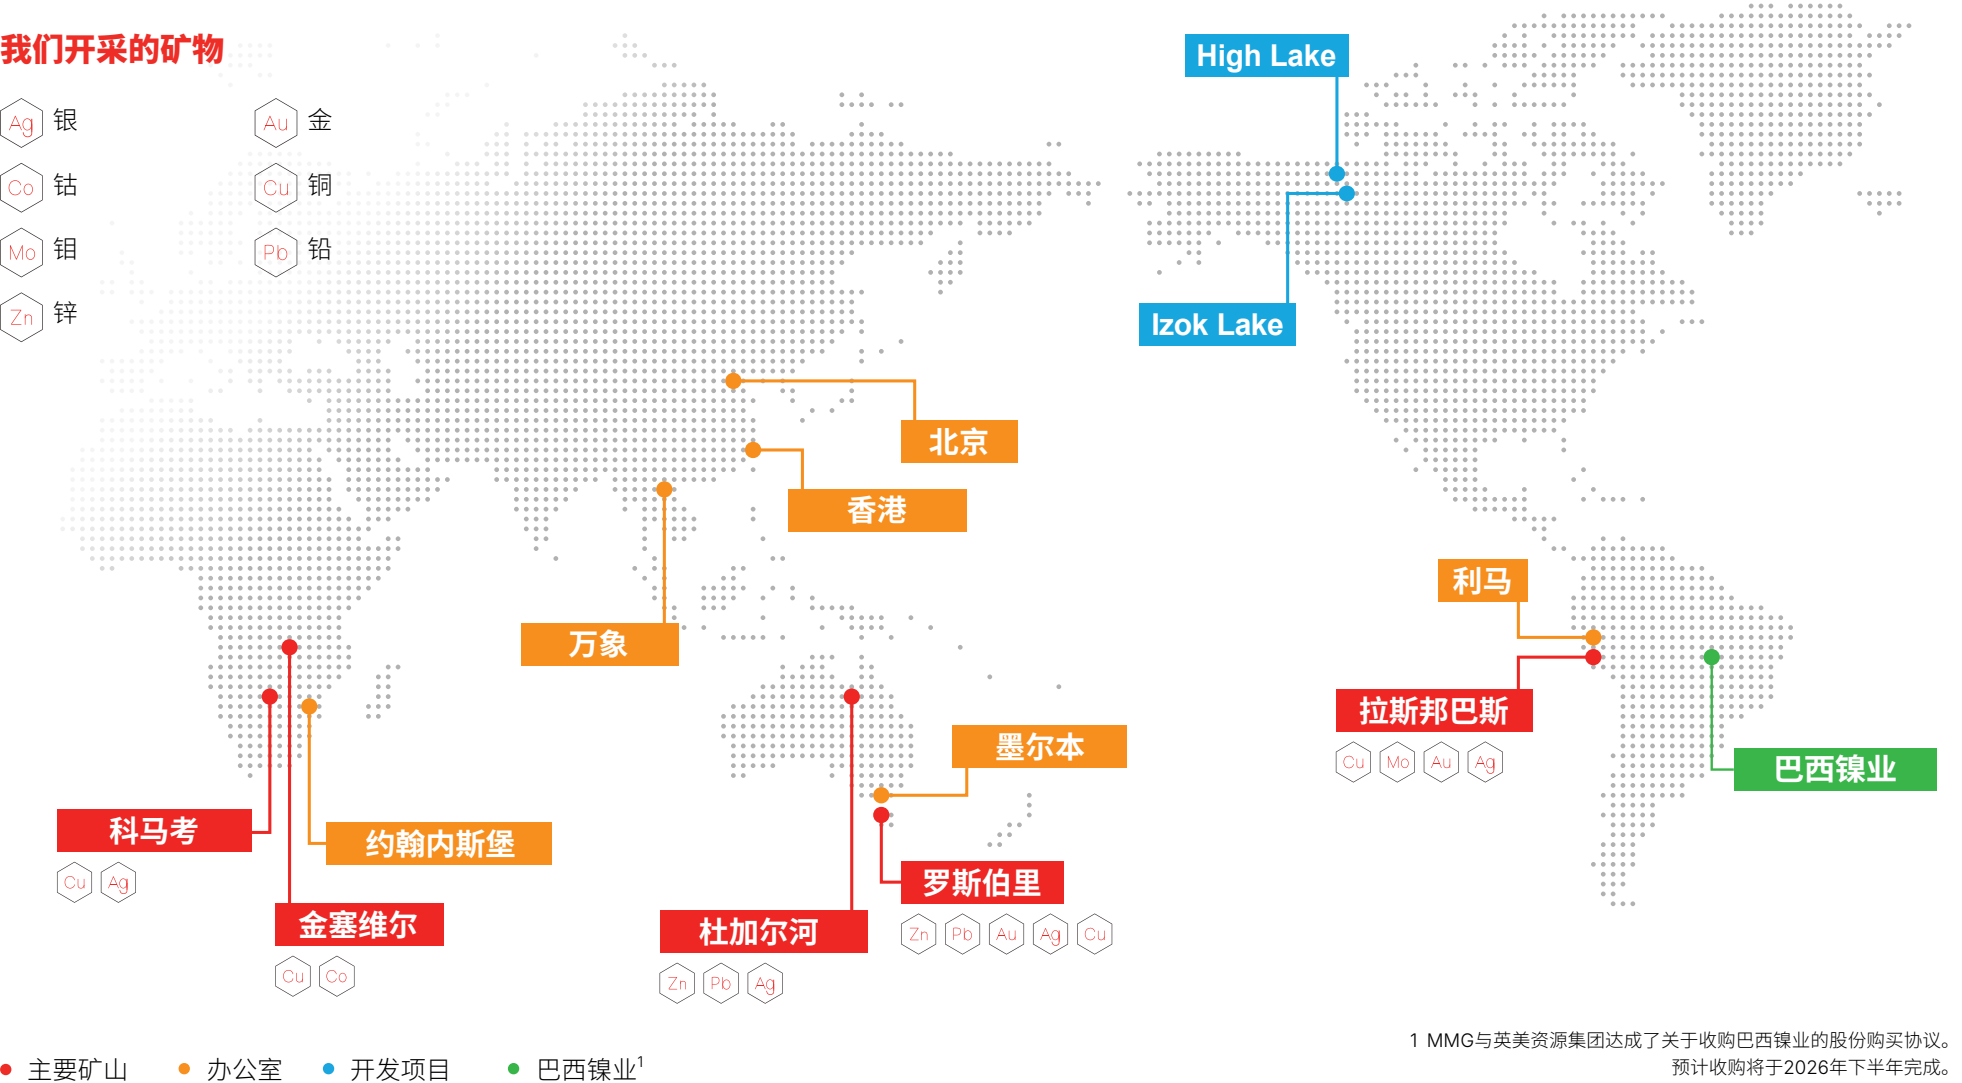 我们开采的矿物
Ag 银
Au 金
Co 钴
Cu 铜
Mo 钼
Pb 铅
Zn 锌
High Lake
Izok Lake
北京
香港
万象
利马
拉斯邦巴斯
Cu Mo Au Ag
巴西镍业
墨尔本
科马考
Cu Ag
约翰内斯堡
金塞维尔
Cu Co
罗斯伯里
Zn Pb Au Ag Cu
杜加尔河
Zn Pb Ag
主要矿山
办公室
开发项目
巴西镍业1
1 MMG与英美资源集团达成了关于收购巴西镍业的股份购买协议。
预计收购将于2026年下半年完成。